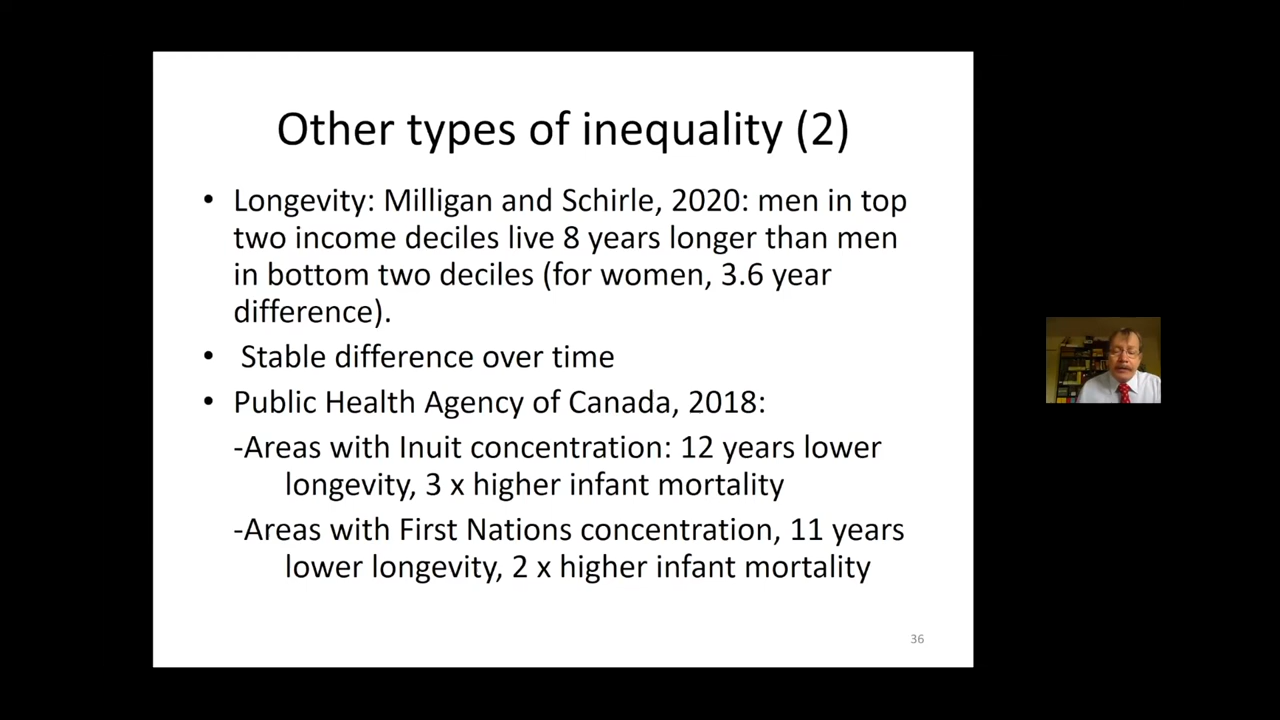 Other types of inequality (2)
• Longevity: Milligan and Schirle, 2020: men in top
two income deciles live 8 years longer than men
in bottom two deciles (for women, 3.6 year
difference).
• Stable difference over time
• Public Health Agency of Canada, 2018:
-Areas with Inuit concentration: 12 years lower
longevity, 3 x higher infant mortality
-Areas with First Nations concentration, 11 years
lower longevity, 2 x higher infant mortality
36